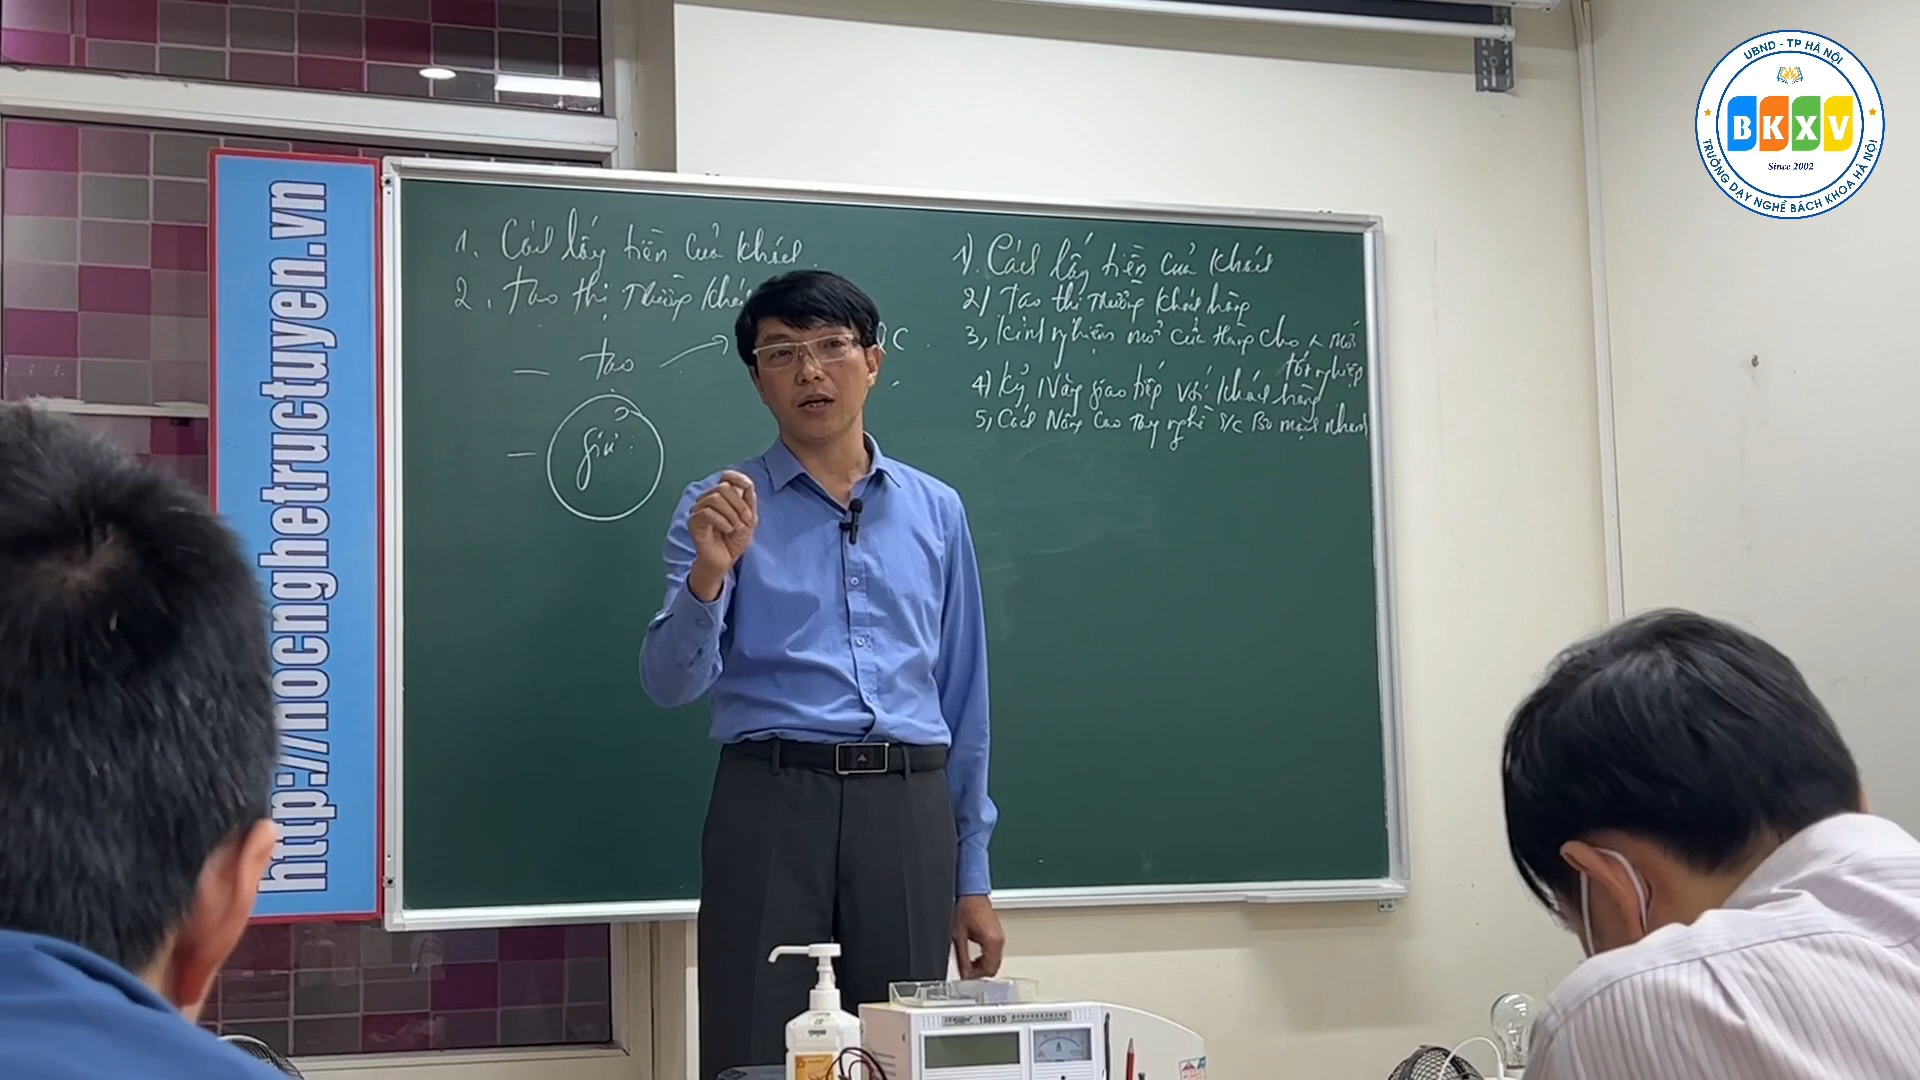 UBND - TP HÀ NỘI
BKXV
Since 2002
TRƯỜNG DẠY NGHỀ BÁCH KHOA HÀ NỘI
http://hocnghetructuyen.vn
1. Cách lấy tiền của khách.
2. Tạo thị trường khác
— tạo
— giữ:
1). Cách lấy tiền của khách
2) Tạo thị trường khách hàng
3, Kinh nghiệm mở cửa hàng cho mới
tốt nghiệp
4) Kỹ Năng giao tiếp với khách hàng
5, Cách Nâng cao tay nghề s/c Bo mạch nhanh
1505TD